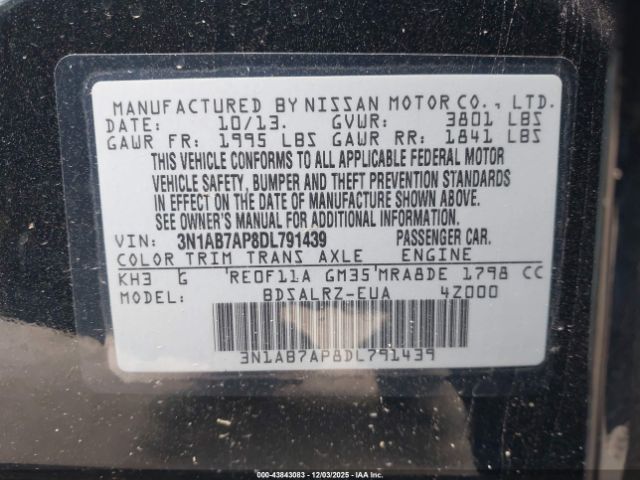 MANUFACTURED BY NISSAN MOTOR CO., LTD.
DATE: 10/13. GVWR: 3801 LBS
GAWR FR: 1995 LBS GAWR RR: 1841 LBS
THIS VEHICLE CONFORMS TO ALL APPLICABLE FEDERAL MOTOR
VEHICLE SAFETY, BUMPER AND THEFT PREVENTION STANDARDS
IN EFFECT ON THE DATE OF MANUFACTURE SHOWN ABOVE.
SEE OWNER'S MANUAL FOR ADDITIONAL INFORMATION.
VIN: 3N1AB7AP8DL791439 PASSENGER CAR.
COLOR TRIM TRANS AXLE ENGINE
KH3 G RE0F11A GM35 MRA8DE 1798 CC
MODEL: BDSALRZ-EUA 4Z000
3N1AB7AP8DL791439
© 43843083 - 12/03/2025 - IAA, Inc.